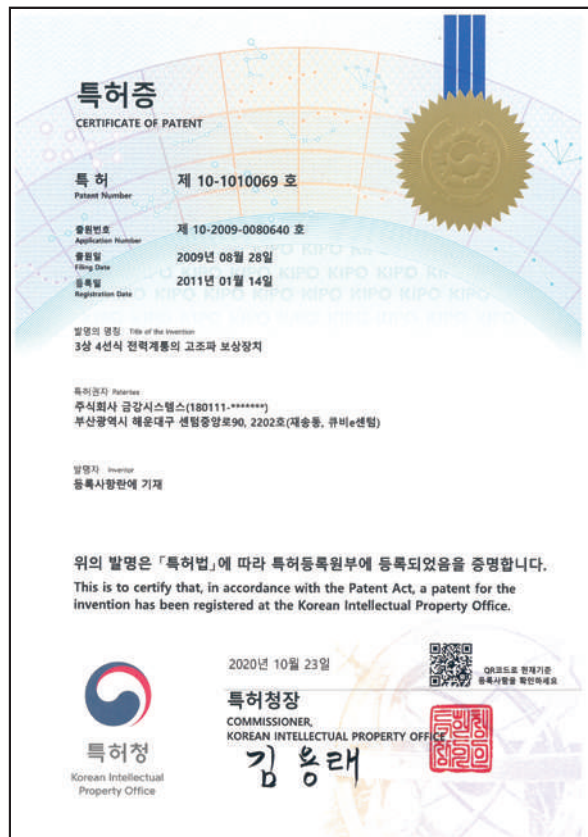 특허증
CERTIFICATE OF PATENT
특 허 제 10-1010069 호
Patent Number
출원번호 제 10-2009-0080640 호
Application Number
출원일 2009년 08월 28일
Filing Date
등록일 2011년 01월 14일
Registration Date
발명의 명칭 Title of the Invention
3상 4선식 전력계통의 고조파 보상장치
특허권자 Patentee
주식회사 금강시스템스(180111-*******)
부산광역시 해운대구 센텀중앙로90, 2202호(재송동, 큐비e센텀)
발명자 Inventor
등록사항란에 기재
위의 발명은 「특허법」에 따라 특허등록원부에 등록되었음을 증명합니다.
This is to certify that, in accordance with the Patent Act, a patent for the
invention has been registered at the Korean Intellectual Property Office.
2020년 10월 23일
QR코드로 현재기준
등록사항을 확인하세요
특허청장
COMMISSIONER,
KOREAN INTELLECTUAL PROPERTY OFFICE
김용래
특허청
Korean Intellectual
Property Office